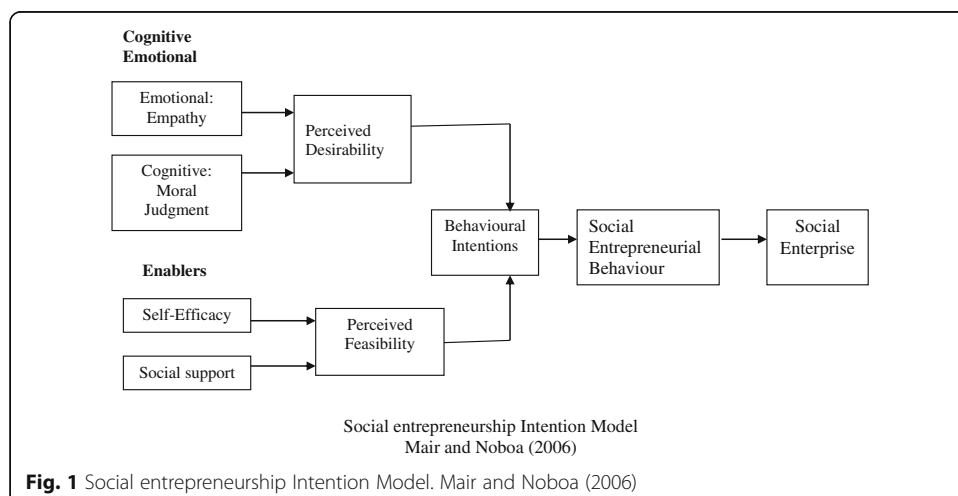 Cognitive
Emotional
Emotional:
Empathy
Cognitive:
Moral
Judgment
Perceived
Desirability
Enablers
Self-Efficacy
Social support
Perceived
Feasibility
Behavioural
Intentions
Social
Entrepreneurial
Behaviour
Social
Enterprise
Social entrepreneurship Intention Model
Mair and Noboa (2006)
Fig. 1 Social entrepreneurship Intention Model. Mair and Noboa (2006)